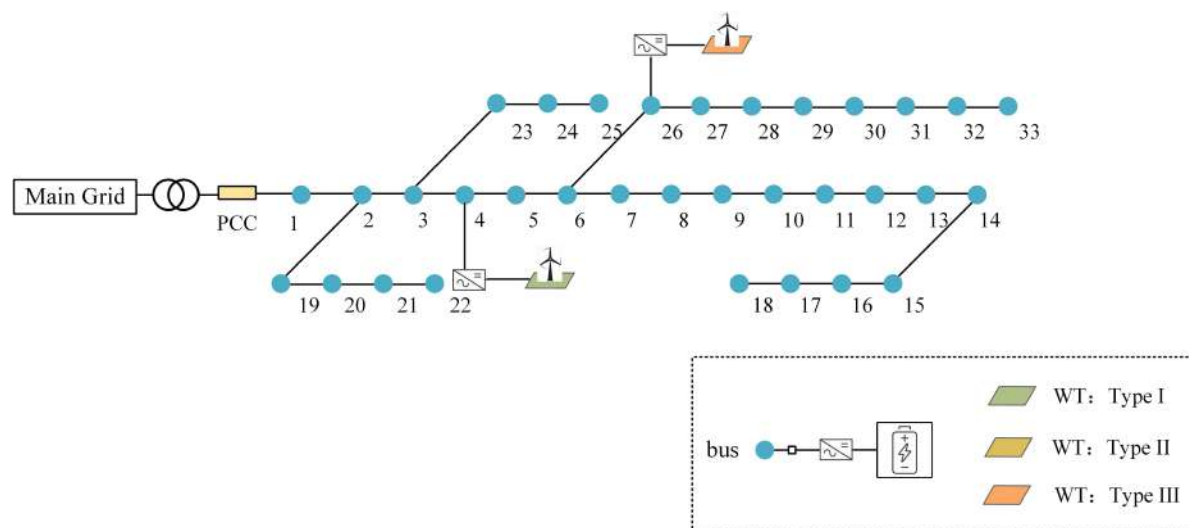 23 24 25
26 27 28 29 30 31 32 33
Main Grid
PCC
1 2 3 4 5 6 7 8 9 10 11 12 13 14
19 20 21 22
18 17 16 15
WT: Type I
bus
WT: Type II
WT: Type III